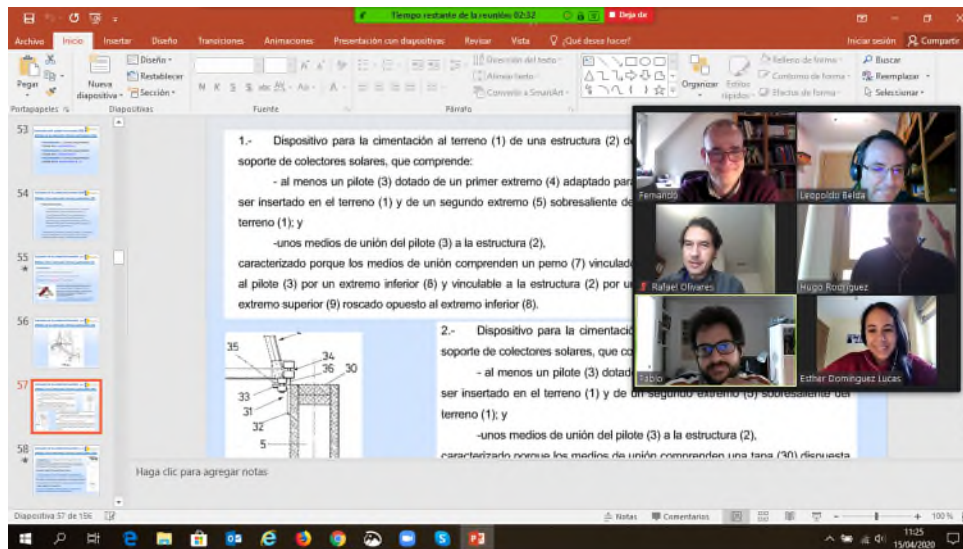 Tiempo restante de la reunión: 02:32
Deja de
Archivo Inicio Insertar Diseño Transiciones Animaciones Presentación con diapositivas Revisar Vista ¿Qué desea hacer? Iniciar sesión Compartir
Pegar
Nueva diapositiva
Diseño
Restablecer
Sección
Dirección del texto
Alinear texto
Convertir a SmartArt
Organizar
Estilos rápidos
Relleno de forma
Contorno de forma
Efectos de forma
Buscar
Reemplazar
Seleccionar
Portapapeles Diapositivas Fuente Párrafo
53
54
55
56
57
58
1.- Dispositivo para la cimentación al terreno (1) de una estructura (2) de
soporte de colectores solares, que comprende:
- al menos un pilote (3) dotado de un primer extremo (4) adaptado para
ser insertado en el terreno (1) y de un segundo extremo (5) sobresaliente de
terreno (1); y
-unos medios de unión del pilote (3) a la estructura (2),
caracterizado porque los medios de unión comprenden un perno (7) vinculado
al pilote (3) por un extremo inferior (8) y vinculable a la estructura (2) por u
extremo superior (9) roscado opuesto al extremo inferior (8).
35
34
36
30
33
31
32
5
2.- Dispositivo para la cimentació
soporte de colectores solares, que co
- al menos un pilote (3) dotado
ser insertado en el terreno (1) y de un segundo extremo (5) sobresaliente del
terreno (1); y
-unos medios de unión del pilote (3) a la estructura (2),
caracterizado porque los medios de unión comprenden una tapa (30) dispuesta
Fernando
Leopoldo Belda
Rafael Olivares
Hugo Rodríguez
Pablo
Esther Dominguez Lucas
Haga clic para agregar notas
Diapositiva 57 de 156
Notas Comentarios 100 %
11:25
15/04/2020